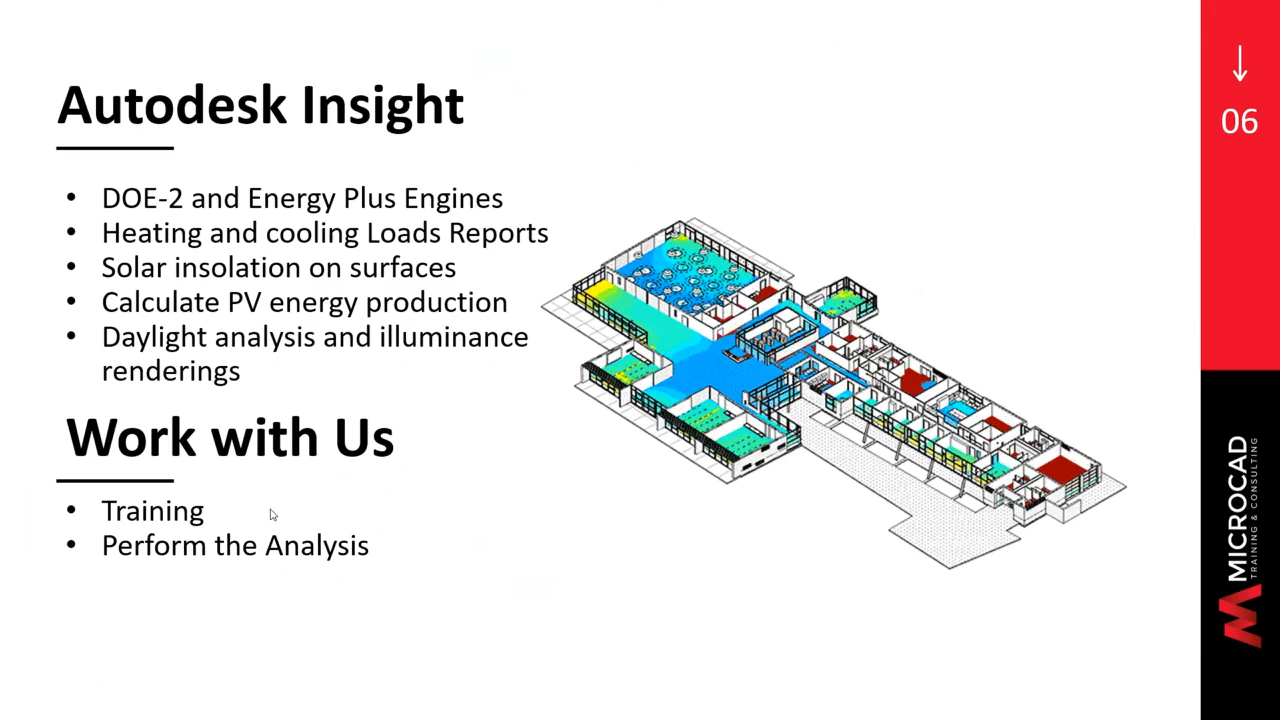 Autodesk Insight
• DOE-2 and Energy Plus Engines
• Heating and cooling Loads Reports
• Solar insolation on surfaces
• Calculate PV energy production
• Daylight analysis and illuminance
renderings
Work with Us
• Training
• Perform the Analysis
↓
06
MICROCAD
TRAINING & CONSULTING